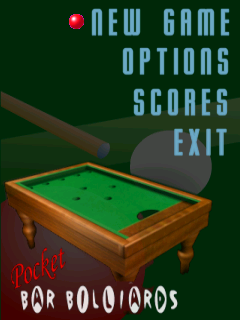 NEW GAME
OPTIONS
SCORES
EXIT
Pocket
BAR BILLIARDS